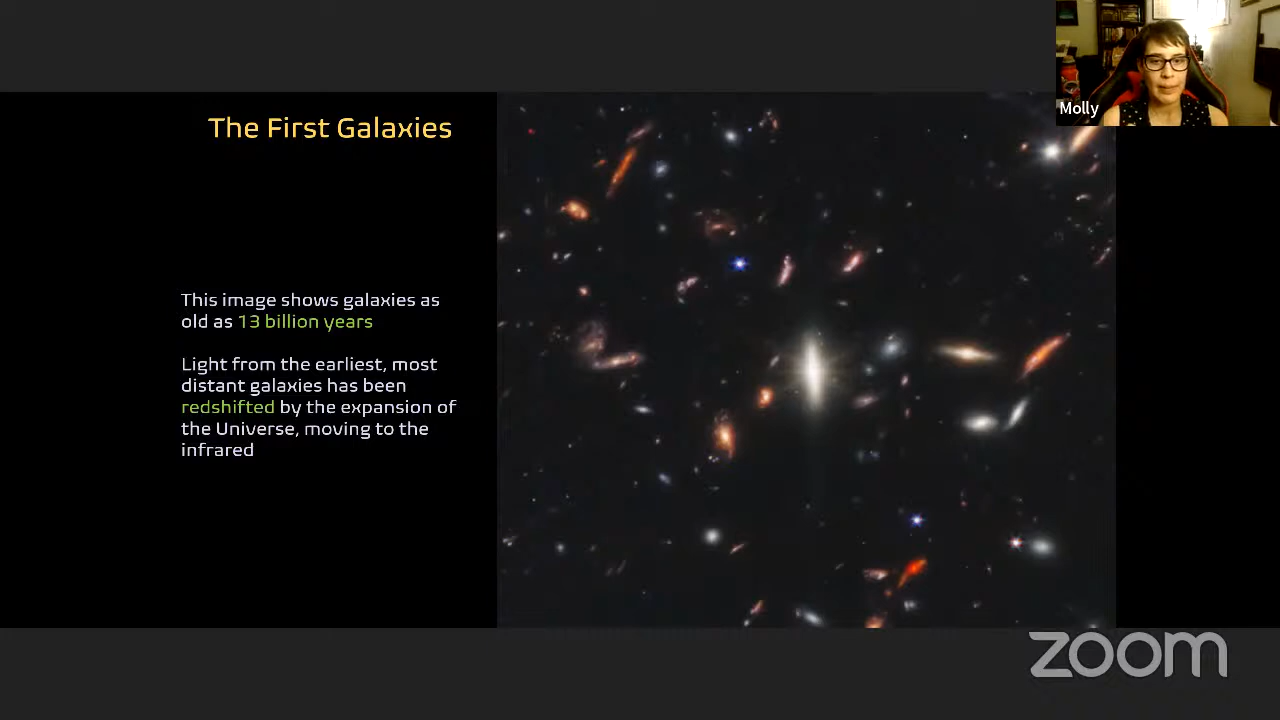 The First Galaxies
This image shows galaxies as
old as 13 billion years
Light from the earliest, most
distant galaxies has been
redshifted by the expansion of
the Universe, moving to the
infrared
Molly
zoom